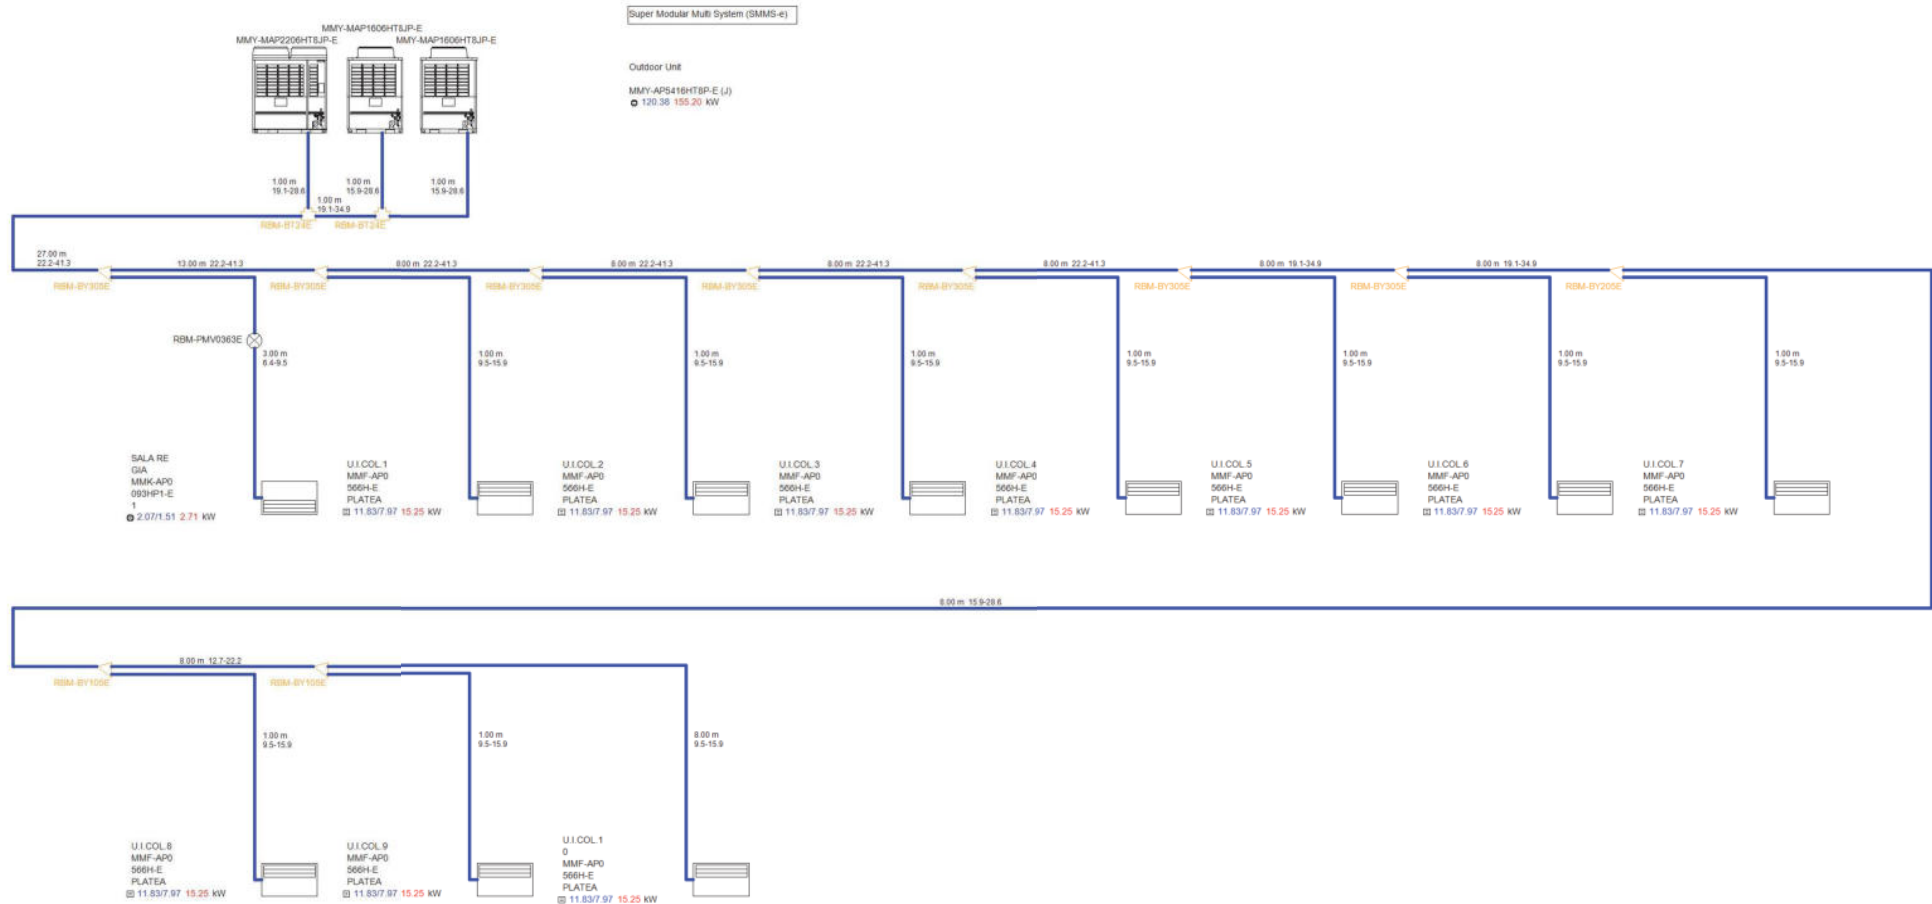 Super Modular Multi System (SMMS-e)
MMY-MAP1606HT8JP-E
MMY-MAP2206HT8JP-E
MMY-MAP1606HT8JP-E
Outdoor Unit
MMY-AP5416HT8P-E (J)
120.38 155.20 kW
1.00 m
19.1-28.6
1.00 m
15.9-28.6
1.00 m
15.9-28.6
1.00 m
19.1-34.9
RBM-BT24E
RBM-BT24E
27.00 m
22.2-41.3
13.00 m 22.2-41.3
8.00 m 22.2-41.3
8.00 m 22.2-41.3
8.00 m 22.2-41.3
8.00 m 22.2-41.3
8.00 m 19.1-34.9
8.00 m 19.1-34.9
RBM-BY305E
RBM-BY305E
RBM-BY305E
RBM-BY305E
RBM-BY305E
RBM-BY305E
RBM-BY305E
RBM-BY205E
RBM-PMV0363E
3.00 m
6.4-9.5
1.00 m
9.5-15.9
1.00 m
9.5-15.9
1.00 m
9.5-15.9
1.00 m
9.5-15.9
1.00 m
9.5-15.9
1.00 m
9.5-15.9
1.00 m
9.5-15.9
SALA RE
GIA
MMK-AP0
093HP1-E
1
2.07/1.51 2.71 kW
U.I.COL.1
MMF-AP0
566H-E
PLATEA
11.83/7.97 15.25 kW
U.I.COL.2
MMF-AP0
566H-E
PLATEA
11.83/7.97 15.25 kW
U.I.COL.3
MMF-AP0
566H-E
PLATEA
11.83/7.97 15.25 kW
U.I.COL.4
MMF-AP0
566H-E
PLATEA
11.83/7.97 15.25 kW
U.I.COL.5
MMF-AP0
566H-E
PLATEA
11.83/7.97 15.25 kW
U.I.COL.6
MMF-AP0
566H-E
PLATEA
11.83/7.97 15.25 kW
U.I.COL.7
MMF-AP0
566H-E
PLATEA
11.83/7.97 15.25 kW
8.00 m 15.9-28.6
8.00 m 12.7-22.2
RBM-BY105E
RBM-BY105E
1.00 m
9.5-15.9
1.00 m
9.5-15.9
8.00 m
9.5-15.9
U.I.COL.8
MMF-AP0
566H-E
PLATEA
11.83/7.97 15.25 kW
U.I.COL.9
MMF-AP0
566H-E
PLATEA
11.83/7.97 15.25 kW
U.I.COL.1
0
MMF-AP0
566H-E
PLATEA
11.83/7.97 15.25 kW